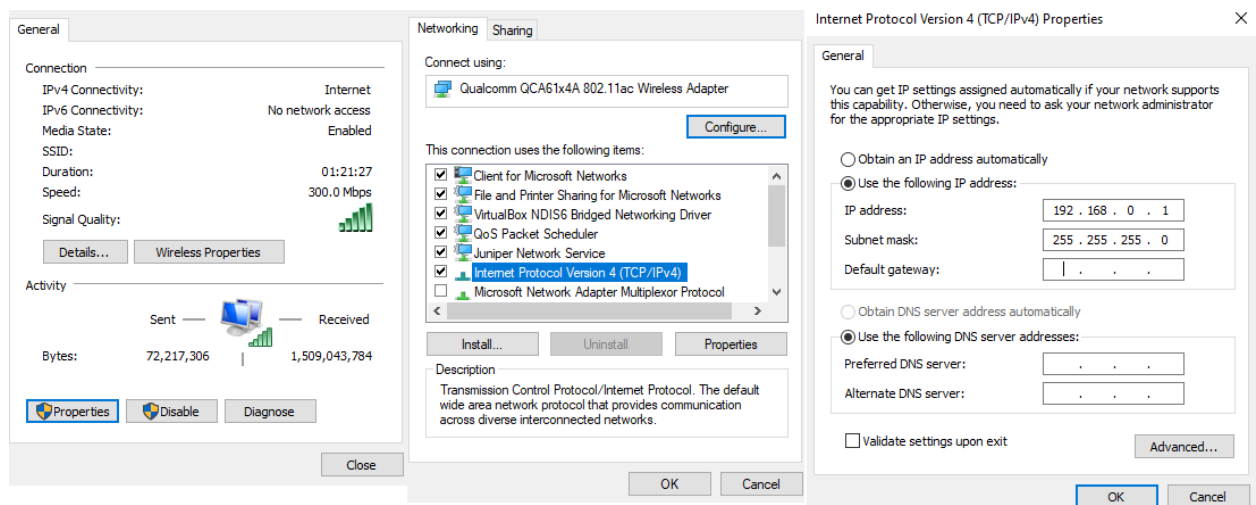 General
Connection
IPv4 Connectivity: Internet
IPv6 Connectivity: No network access
Media State: Enabled
SSID:
Duration: 01:21:27
Speed: 300.0 Mbps
Signal Quality:
Details... Wireless Properties
Activity
Sent — — Received
Bytes: 72,217,306 | 1,509,043,784
Properties Disable Diagnose
Close
Networking Sharing
Connect using:
Qualcomm QCA61x4A 802.11ac Wireless Adapter
Configure...
This connection uses the following items:
Client for Microsoft Networks
File and Printer Sharing for Microsoft Networks
VirtualBox NDIS6 Bridged Networking Driver
QoS Packet Scheduler
Juniper Network Service
Internet Protocol Version 4 (TCP/IPv4)
Microsoft Network Adapter Multiplexor Protocol
Install... Uninstall Properties
Description
Transmission Control Protocol/Internet Protocol. The default
wide area network protocol that provides communication
across diverse interconnected networks.
OK Cancel
Internet Protocol Version 4 (TCP/IPv4) Properties
General
You can get IP settings assigned automatically if your network supports
this capability. Otherwise, you need to ask your network administrator
for the appropriate IP settings.
Obtain an IP address automatically
Use the following IP address:
IP address: 192 . 168 . 0 . 1
Subnet mask: 255 . 255 . 255 . 0
Default gateway: . . .
Obtain DNS server address automatically
Use the following DNS server addresses:
Preferred DNS server: . . .
Alternate DNS server: . . .
Validate settings upon exit
Advanced...
OK Cancel